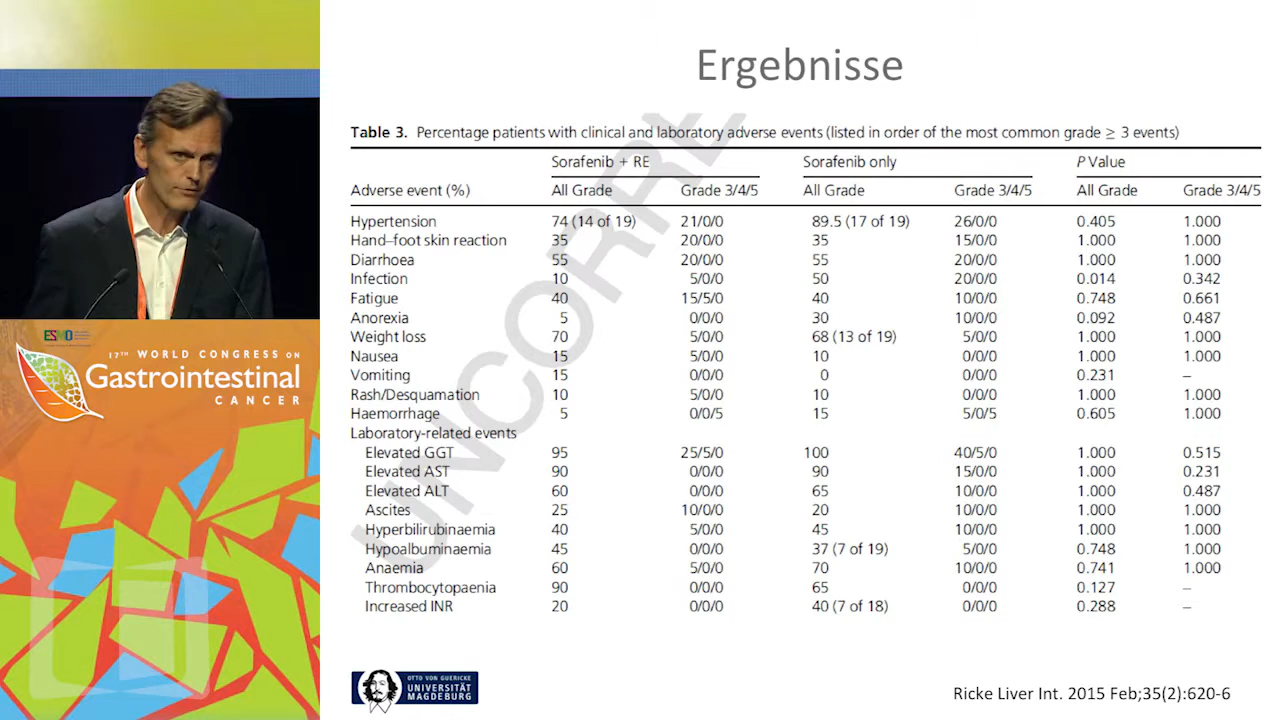 Ergebnisse
Table 3. Percentage patients with clinical and laboratory adverse events (listed in order of the most common grade ≥ 3 events)
Sorafenib + RE Sorafenib only P Value
Adverse event (%) All Grade Grade 3/4/5 All Grade Grade 3/4/5 All Grade Grade 3/4/5
Hypertension 74 (14 of 19) 21/0/0 89.5 (17 of 19) 26/0/0 0.405 1.000
Hand–foot skin reaction 35 20/0/0 35 15/0/0 1.000 1.000
Diarrhoea 55 20/0/0 55 20/0/0 1.000 1.000
Infection 10 5/0/0 50 20/0/0 0.014 0.342
Fatigue 40 15/5/0 40 10/0/0 0.748 0.661
Anorexia 5 0/0/0 30 10/0/0 0.092 0.487
Weight loss 70 5/0/0 68 (13 of 19) 5/0/0 1.000 1.000
Nausea 15 5/0/0 10 0/0/0 1.000 1.000
Vomiting 15 0/0/0 0 0/0/0 0.231 –
Rash/Desquamation 10 5/0/0 10 0/0/0 1.000 1.000
Haemorrhage 5 0/0/5 15 5/0/5 0.605 1.000
Laboratory-related events
Elevated GGT 95 25/5/0 100 40/5/0 1.000 0.515
Elevated AST 90 0/0/0 90 15/0/0 1.000 0.231
Elevated ALT 60 0/0/0 65 10/0/0 1.000 0.487
Ascites 25 10/0/0 20 10/0/0 1.000 1.000
Hyperbilirubinaemia 40 5/0/0 45 10/0/0 1.000 1.000
Hypoalbuminaemia 45 0/0/0 37 (7 of 19) 5/0/0 0.748 1.000
Anaemia 60 5/0/0 70 10/0/0 0.741 1.000
Thrombocytopaenia 90 0/0/0 65 0/0/0 0.127 –
Increased INR 20 0/0/0 40 (7 of 18) 0/0/0 0.288 –
UNCORRE
ESMO
17TH WORLD CONGRESS ON
Gastrointestinal
CANCER
OTTO VON GUERICKE
UNIVERSITÄT
MAGDEBURG
Ricke Liver Int. 2015 Feb;35(2):620-6